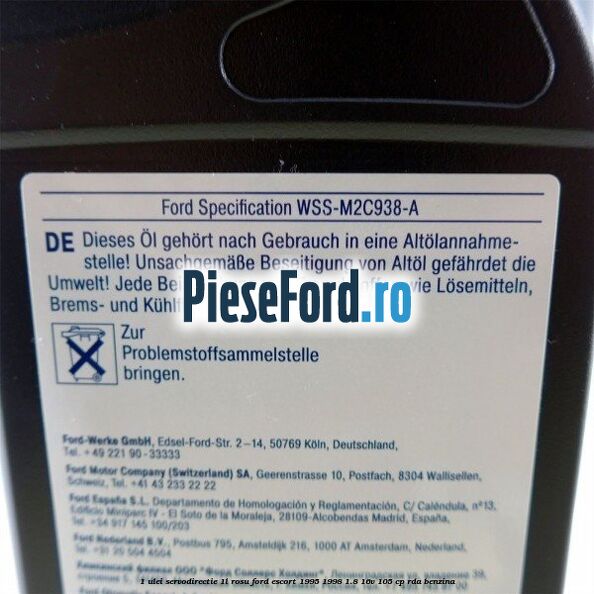 Ford Specification WSS-M2C938-A
DE Dieses Öl gehört nach Gebrauch in eine Altölannahme-
stelle! Unsachgemäße Beseitigung von Altöl gefährdet die
Umwelt! Jede Bei wie Lösemitteln,
Brems- und Kühlf
PieseFord.ro
Zur
Problemstoffsammelstelle
bringen.
Ford-Werke GmbH, Edsel-Ford-Str. 2–14, 50769 Köln, Deutschland,
Tel. +49 221 90-33333
Ford Motor Company (Switzerland) SA, Geerenstrasse 10, Postfach, 8304 Wallisellen,
Schweiz, Tel +41 43 233 22 22
Ford España S.L. Departamento de Homologación y Reglamentación, C/ Caléndula, nº13,
Edificio Miniparc IV - El Soto de la Moraleja, 28109-Alcobendas Madrid, España,
Tel +34 917 145 100/203
Ford Nederland B.V., Postbus 795, Amsteldijk 216, 1000 AT Amsterdam, Nederland
Tel. +31 20 504 4504
1 ulei servodirectie 1l rosu ford escort 1995 1998 1.8 16v 105 cp rda benzina